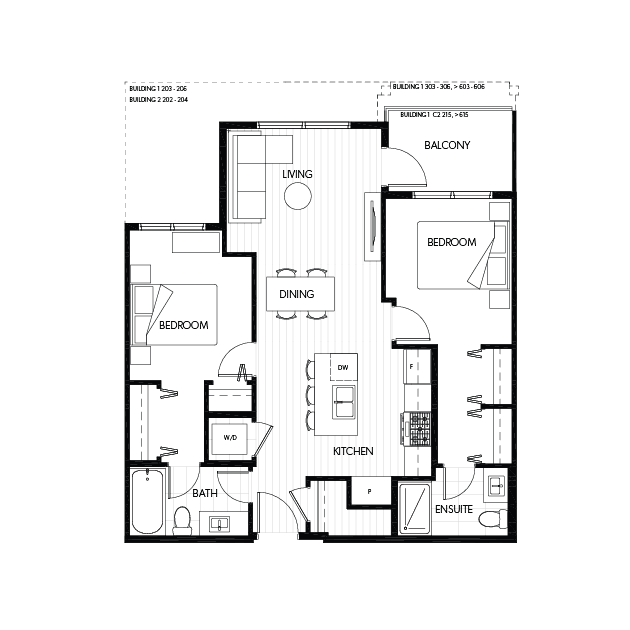 BUILDING 1 203 - 206
BUILDING 2 202 - 204
BUILDING 1 303 - 306, > 603 - 606
BUILDING 1 C2 215, >615
BALCONY
LIVING
BEDROOM
DINING
BEDROOM
DW
F
W/D
KITCHEN
BATH
P
ENSUITE